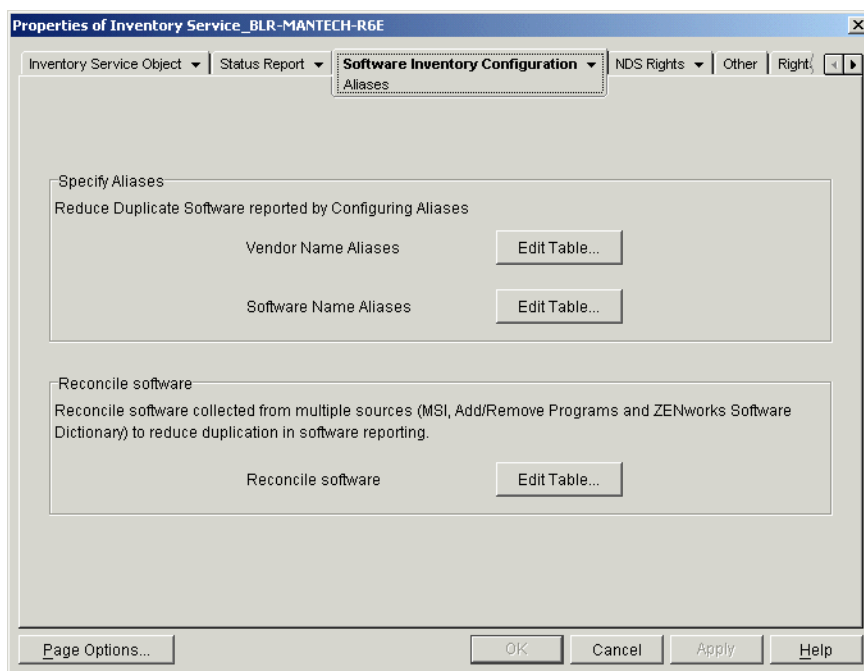 Properties of Inventory Service_BLR-MANTECH-R6E
Inventory Service Object Status Report Software Inventory Configuration NDS Rights Other Right
Aliases
Specify Aliases
Reduce Duplicate Software reported by Configuring Aliases
Vendor Name Aliases Edit Table...
Software Name Aliases Edit Table...
Reconcile software
Reconcile software collected from multiple sources (MSI, Add/Remove Programs and ZENworks Software
Dictionary) to reduce duplication in software reporting.
Reconcile software Edit Table...
Page Options... OK Cancel Apply Help